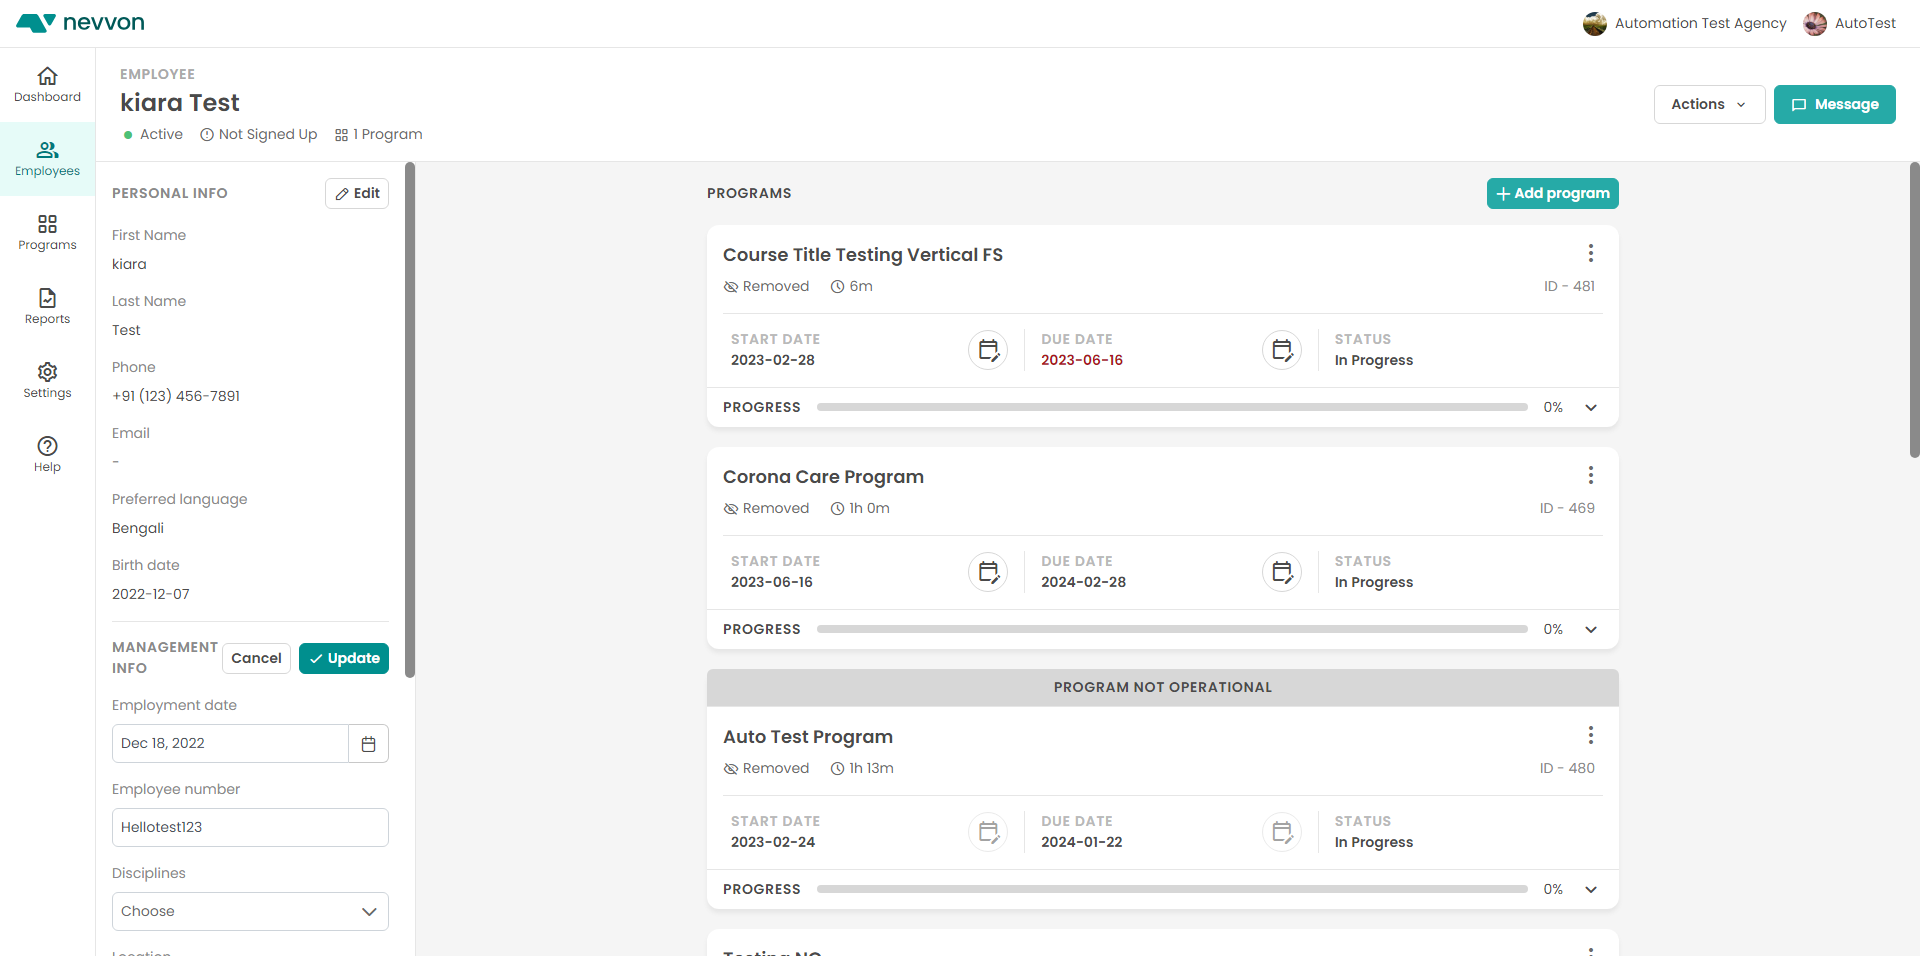 nevvon
Automation Test Agency
AutoTest
Dashboard
Employees
Programs
Reports
Settings
Help
EMPLOYEE
kiara Test
Active
Not Signed Up
1 Program
Actions
Message
PERSONAL INFO
Edit
First Name
kiara
Last Name
Test
Phone
+91 (123) 456-7891
Email
-
Preferred language
Bengali
Birth date
2022-12-07
MANAGEMENT
INFO
Cancel
Update
Employment date
Dec 18, 2022
Employee number
Hellotest123
Disciplines
Choose
Location
PROGRAMS
Add program
Course Title Testing Vertical FS
Removed
6m
ID - 481
START DATE
2023-02-28
DUE DATE
2023-06-16
STATUS
In Progress
PROGRESS
0%
Corona Care Program
Removed
1h 0m
ID - 469
START DATE
2023-06-16
DUE DATE
2024-02-28
STATUS
In Progress
PROGRESS
0%
PROGRAM NOT OPERATIONAL
Auto Test Program
Removed
1h 13m
ID - 480
START DATE
2023-02-24
DUE DATE
2024-01-22
STATUS
In Progress
PROGRESS
0%
Testing